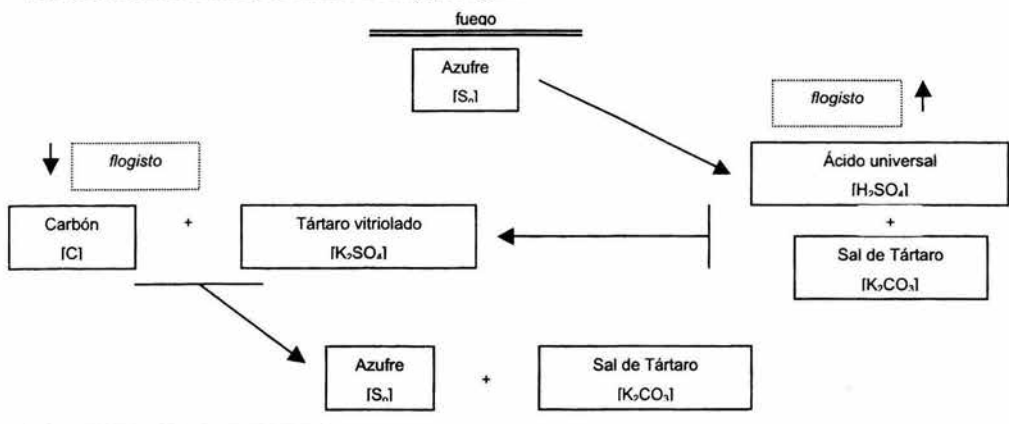 fuego
Azufre
[Sₙ]
flogisto
flogisto
Ácido universal
[H₂SO₄]
Carbón
[C]
+
Tártaro vitriolado
[K₂SO₄]
+
Sal de Tártaro
[K₂CO₃]
Azufre
[Sₙ]
+
Sal de Tártaro
[K₂CO₃]